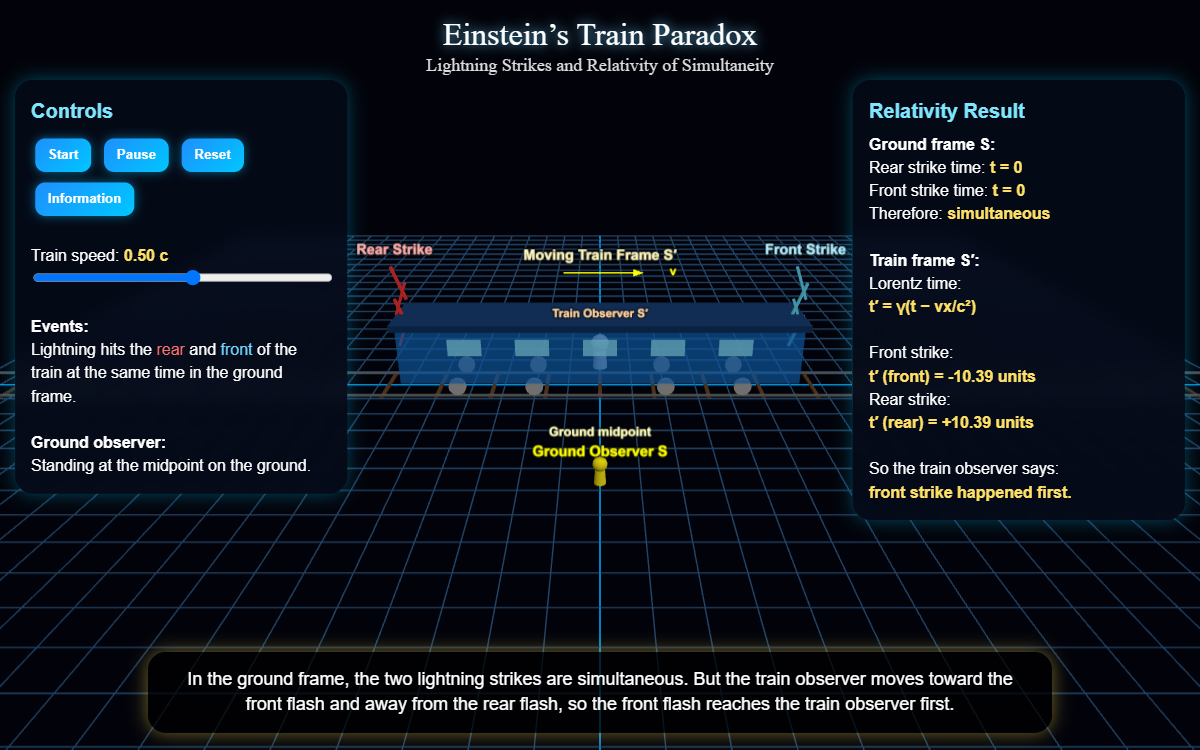 Einstein’s Train Paradox
Lightning Strikes and Relativity of Simultaneity
Controls
Start
Pause
Reset
Information
Train speed: 0.50 c
Events:
Lightning hits the rear and front of the
train at the same time in the ground
frame.
Ground observer:
Standing at the midpoint on the ground.
Rear Strike
Moving Train Frame S′
Front Strike
v
Train Observer S′
Ground midpoint
Ground Observer S
Relativity Result
Ground frame S:
Rear strike time: t = 0
Front strike time: t = 0
Therefore: simultaneous
Train frame S′:
Lorentz time:
t′ = γ(t − vx/c²)
Front strike:
t′ (front) = -10.39 units
Rear strike:
t′ (rear) = +10.39 units
So the train observer says:
front strike happened first.
In the ground frame, the two lightning strikes are simultaneous. But the train observer moves toward the
front flash and away from the rear flash, so the front flash reaches the train observer first.